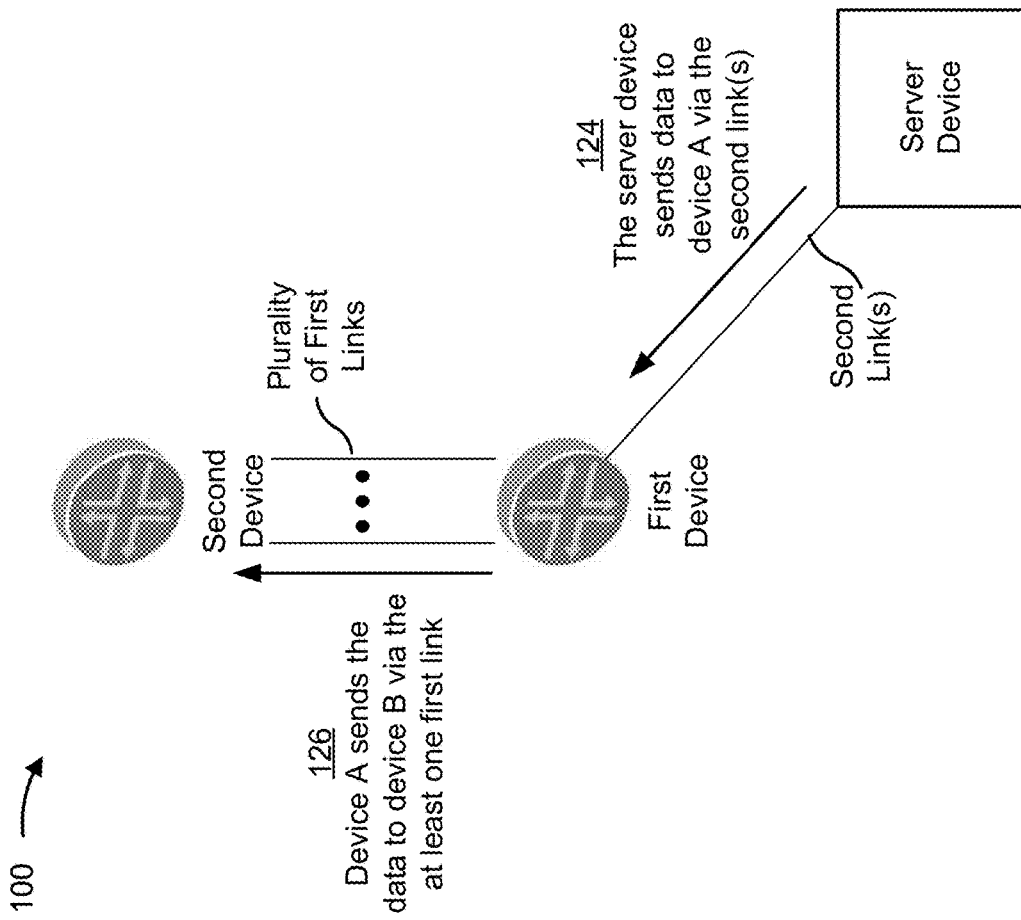 100
126
Device A sends the
data to device B via the
at least one first link
Second
Device
Plurality
of First
Links
First
Device
124
The server device
sends data to
device A via the
second link(s)
Second
Link(s)
Server
Device